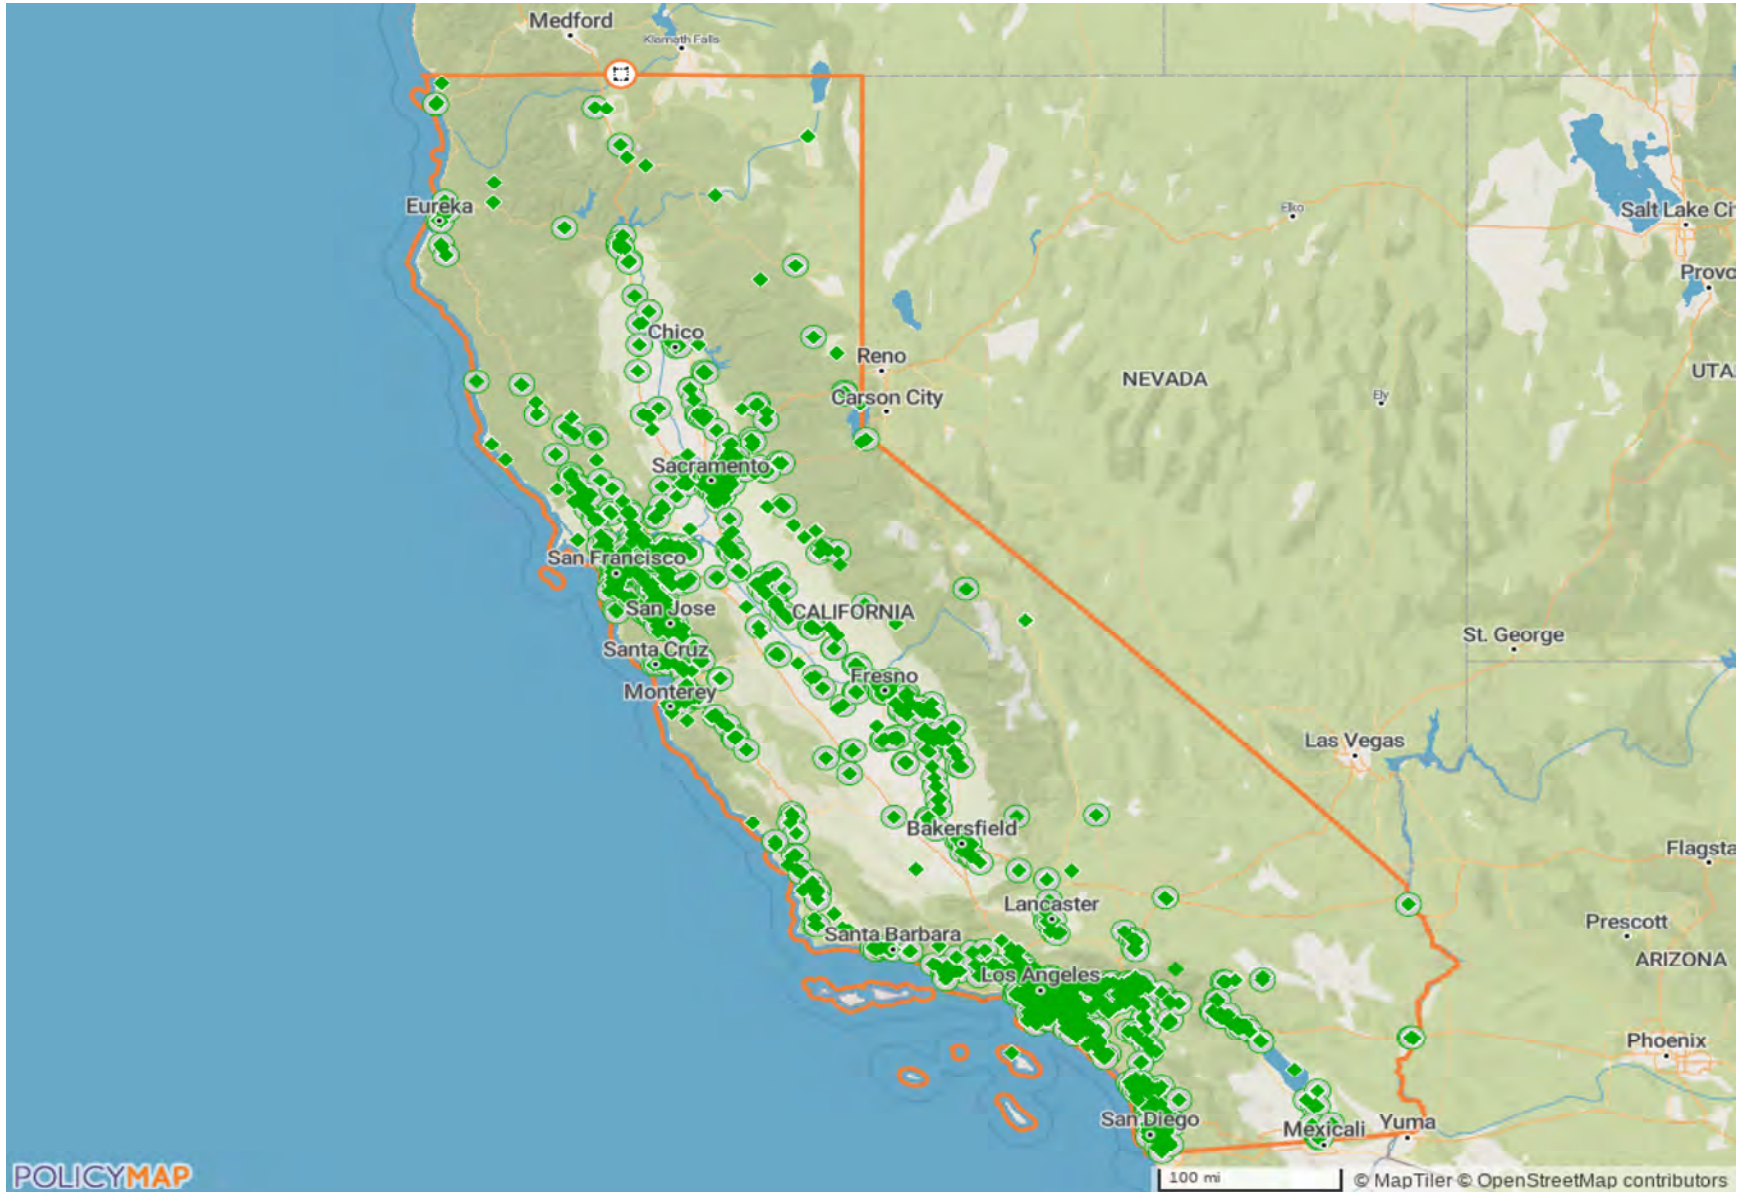 Medford
Klamath Falls
Eureka
Elko
Salt Lake Ci
Provo
Chico
Reno
NEVADA
UTA
Carson City
Ely
Sacramento
San Francisco
San Jose
CALIFORNIA
St. George
Santa Cruz
Fresno
Monterey
Las Vegas
Bakersfield
Flagsta
Lancaster
Prescott
Santa Barbara
ARIZONA
Los Angeles
Phoenix
San Diego
Mexicali
Yuma
POLICYMAP
100 mi
© MapTiler © OpenStreetMap contributors